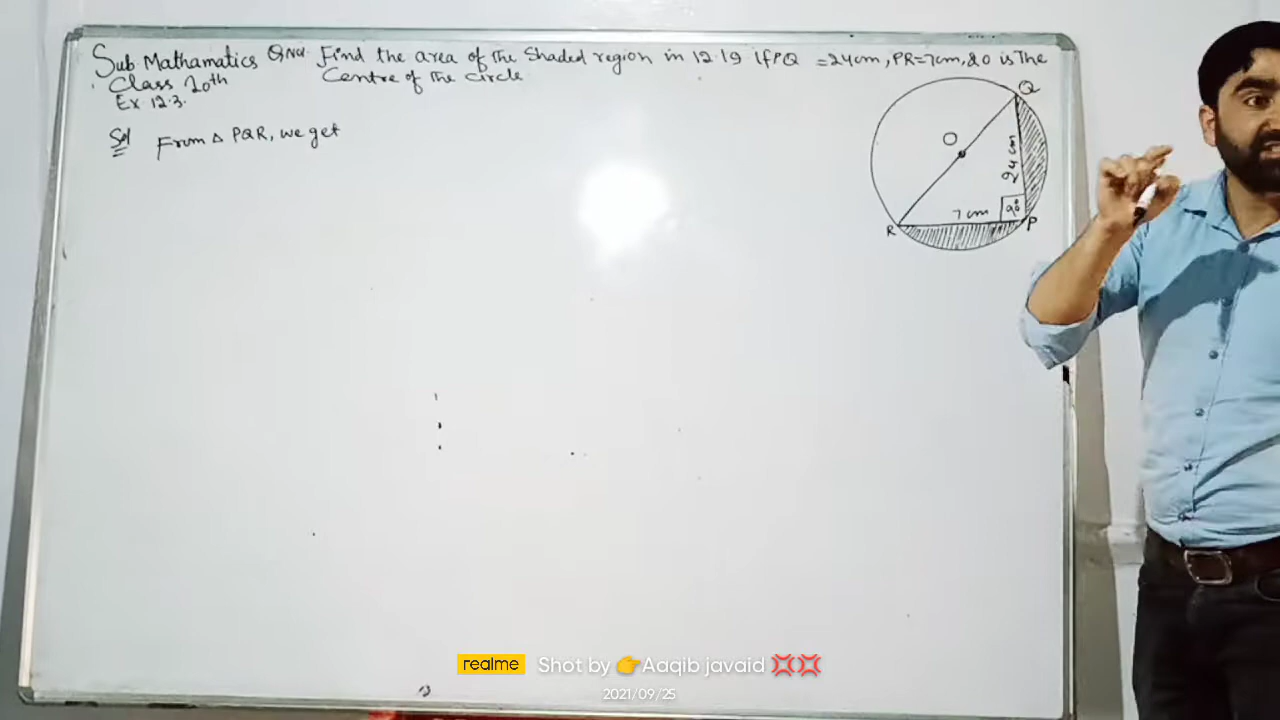 Sub Mathamatics QNo1 Find the area of the Shaded region in 12.19 If PQ =24cm, PR=7cm, & O is The
Class 10th Centre of the circle
Ex 12.3.
Sol From △ PQR, we get
Q
O
24 cm
7 cm 90°
R P
realme Shot by 👉Aaqib javaid 💢💢
2021/09/25